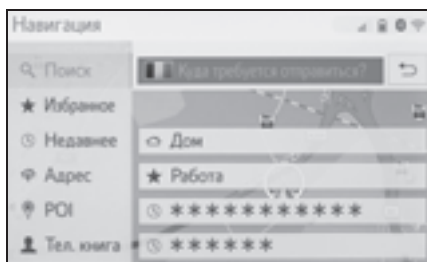 Навигация
Поиск
Куда требуется отправиться?
Избранное
Недавнее
Дом
Адрес
Работа
POI
***********
Тел. книга
******